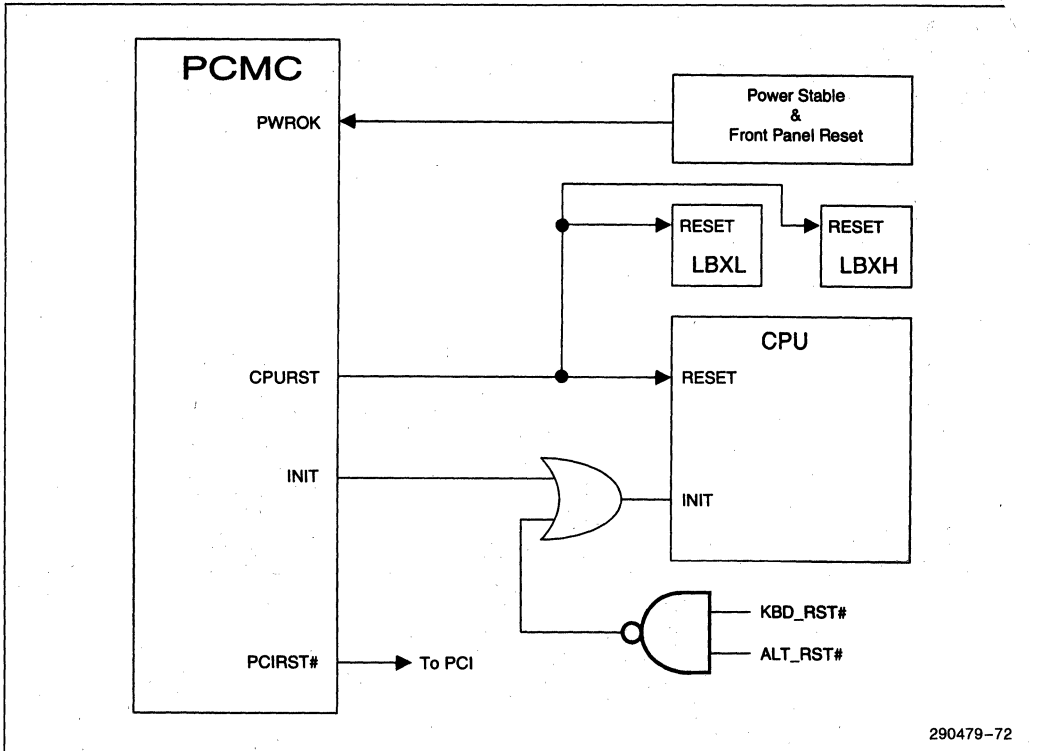 PCMC
PWROK
Power Stable
&
Front Panel Reset
RESET
LBXL
RESET
LBXH
CPU
CPURST
RESET
INIT
INIT
KBD_RST#
ALT_RST#
PCIRST#
To PCI
290479-72